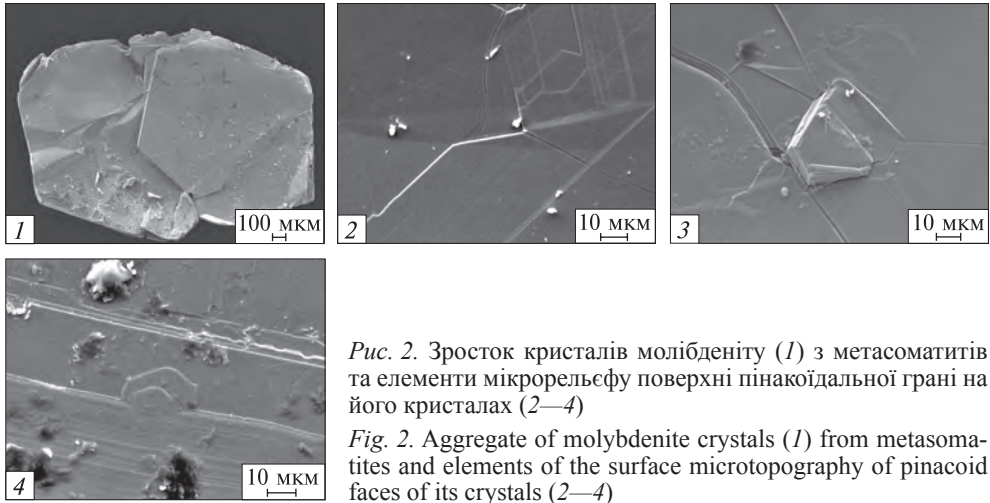 1
100 мкм
2
10 мкм
3
10 мкм
4
10 мкм
Рис. 2. Зросток кристалів молібденіту (1) з метасоматитів
та елементи мікрорельєфу поверхні пінакоїдальної грані на
його кристалах (2—4)
Fig. 2. Aggregate of molybdenite crystals (1) from metasoma-
tites and elements of the surface microtopography of pinacoid
faces of its crystals (2—4)